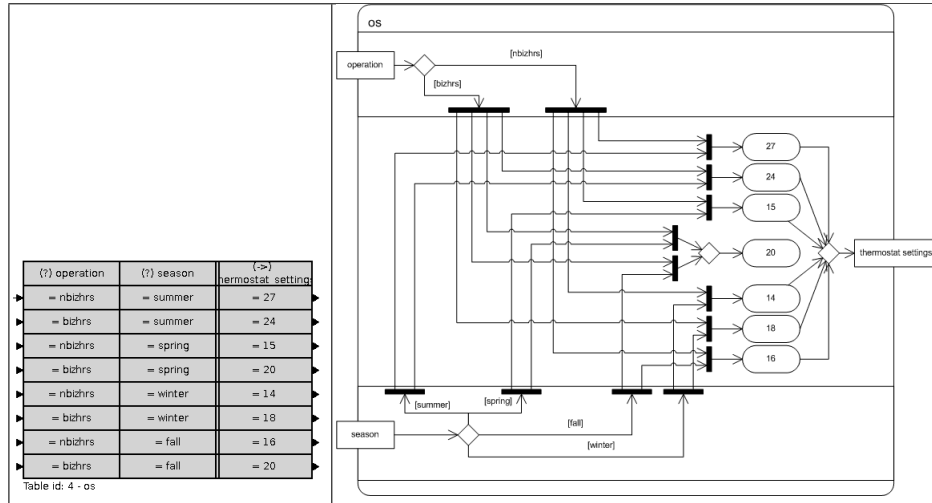 (?) operation (?) season (->)
hermostat setting
= nbizhrs = summer = 27
= bizhrs = summer = 24
= nbizhrs = spring = 15
= bizhrs = spring = 20
= nbizhrs = winter = 14
= bizhrs = winter = 18
= nbizhrs = fall = 16
= bizhrs = fall = 20
Table id: 4 - os
os
operation
[nbizhrs]
[bizhrs]
27
24
15
20
thermostat settings
14
18
16
[summer]
[spring]
season
[fall]
[winter]